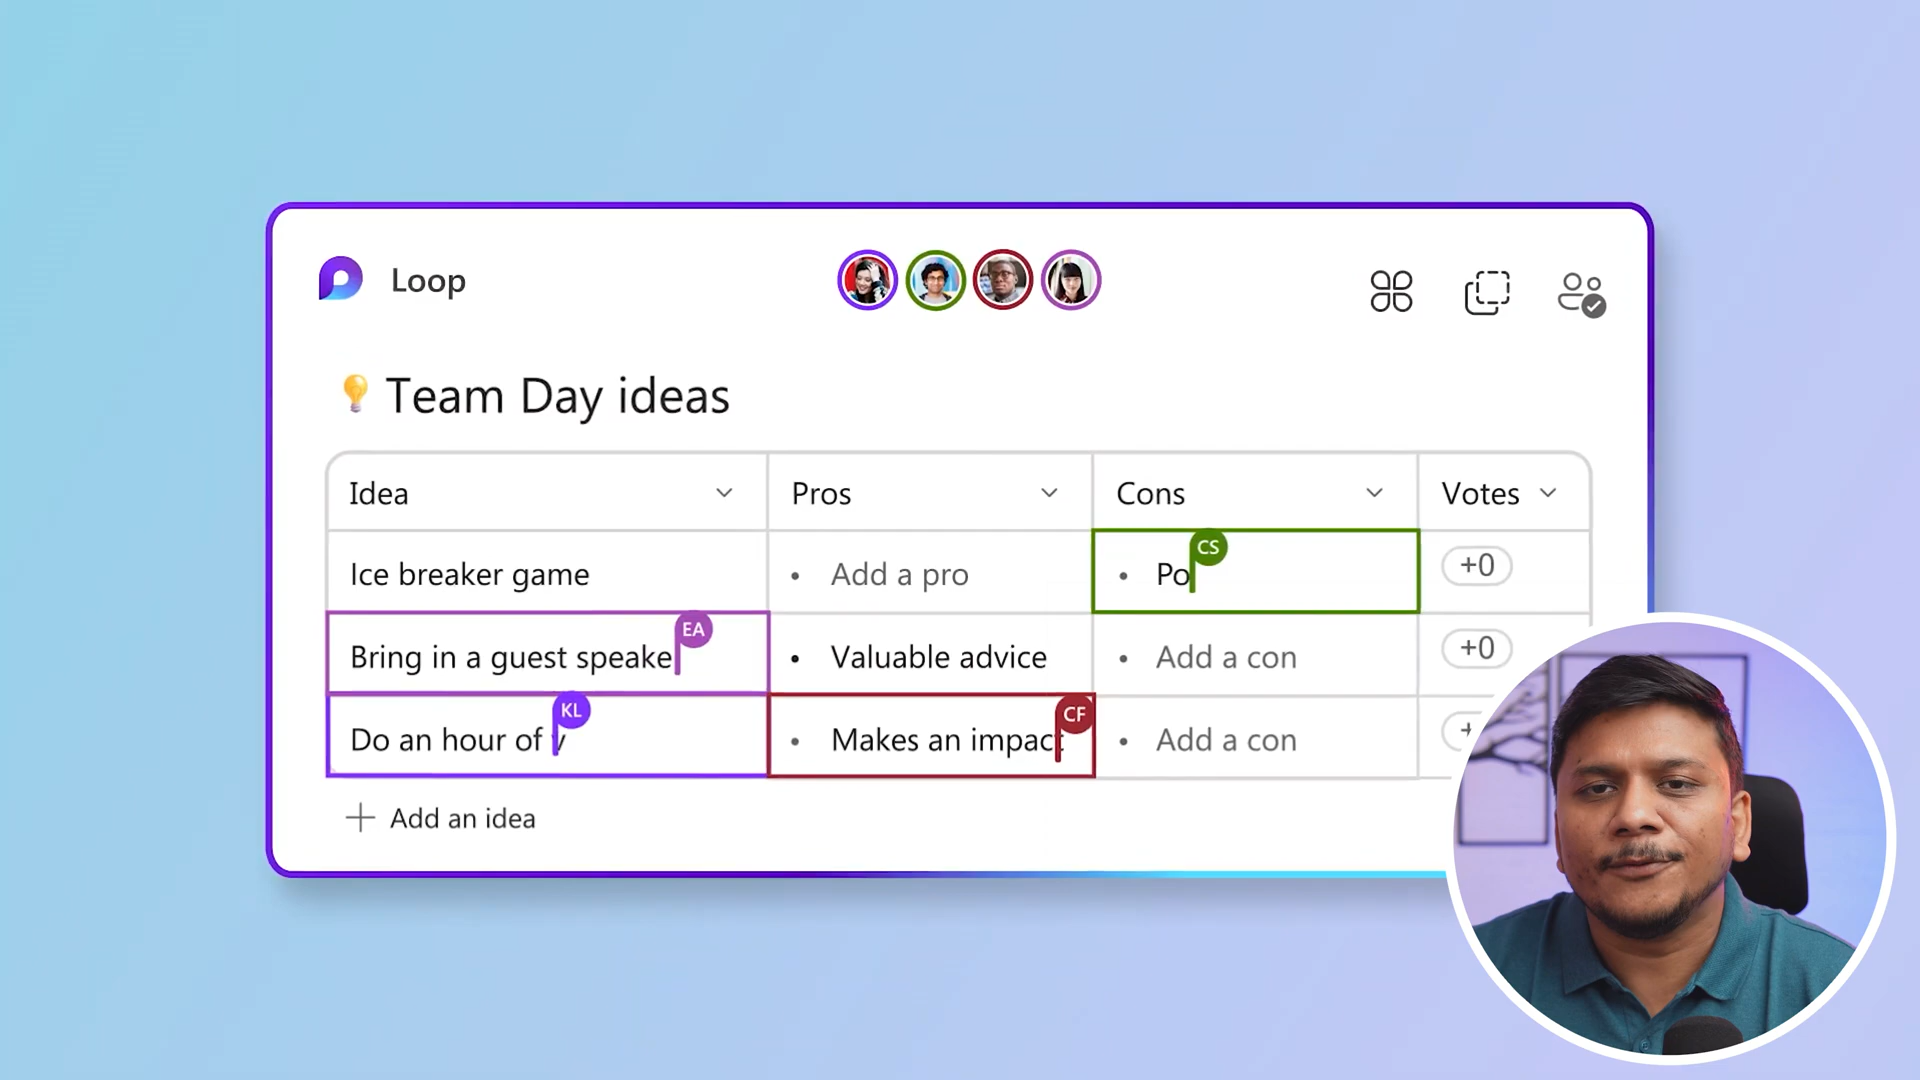 Loop
💡 Team Day ideas
Idea Pros Cons Votes
CS
Ice breaker game • Add a pro • Po +0
EA
Bring in a guest speake • Valuable advice • Add a con +0
KL CF
Do an hour of v • Makes an impact • Add a con +
+ Add an idea